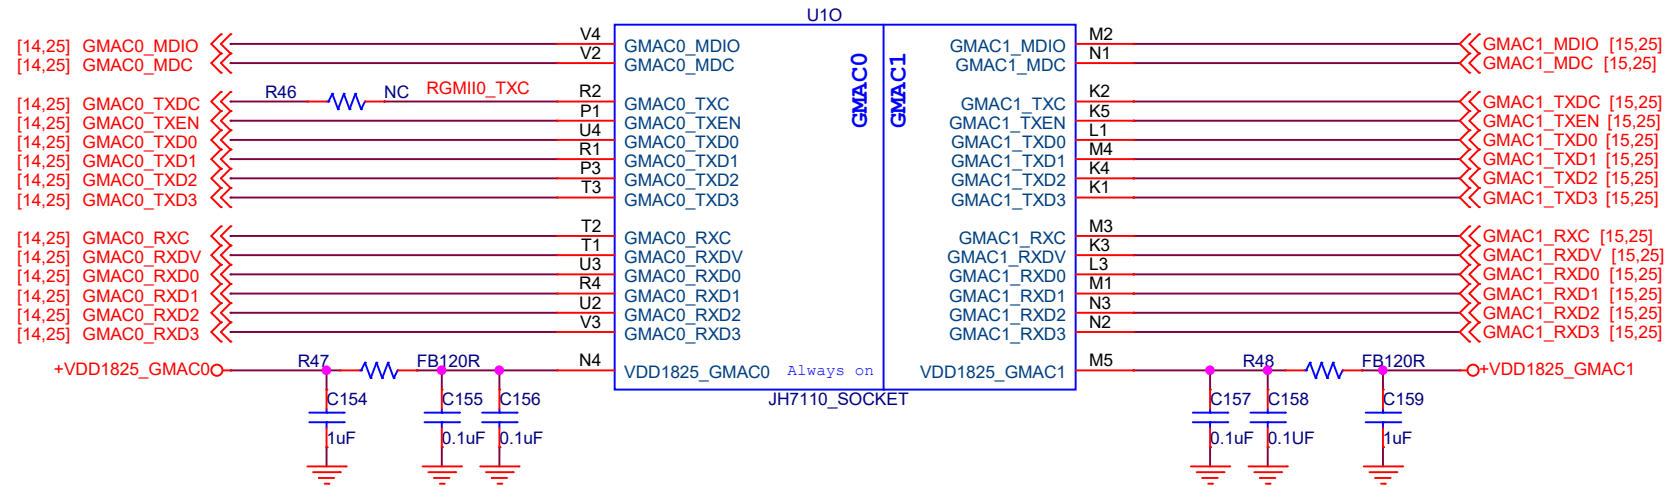 U1O
[14,25] GMAC0_MDIO V4 GMAC0_MDIO GMAC1_MDIO M2 GMAC1_MDIO [15,25]
[14,25] GMAC0_MDC V2 GMAC0_MDC GMAC1_MDC N1 GMAC1_MDC [15,25]
GMAC0 GMAC1
[14,25] GMAC0_TXDC R46 NC RGMII0_TXC R2 GMAC0_TXC GMAC1_TXC K2 GMAC1_TXDC [15,25]
[14,25] GMAC0_TXEN P1 GMAC0_TXEN GMAC1_TXEN K5 GMAC1_TXEN [15,25]
[14,25] GMAC0_TXD0 U4 GMAC0_TXD0 GMAC1_TXD0 L1 GMAC1_TXD0 [15,25]
[14,25] GMAC0_TXD1 R1 GMAC0_TXD1 GMAC1_TXD1 M4 GMAC1_TXD1 [15,25]
[14,25] GMAC0_TXD2 P3 GMAC0_TXD2 GMAC1_TXD2 K4 GMAC1_TXD2 [15,25]
[14,25] GMAC0_TXD3 T3 GMAC0_TXD3 GMAC1_TXD3 K1 GMAC1_TXD3 [15,25]
[14,25] GMAC0_RXC T2 GMAC0_RXC GMAC1_RXC M3 GMAC1_RXC [15,25]
[14,25] GMAC0_RXDV T1 GMAC0_RXDV GMAC1_RXDV K3 GMAC1_RXDV [15,25]
[14,25] GMAC0_RXD0 U3 GMAC0_RXD0 GMAC1_RXD0 L3 GMAC1_RXD0 [15,25]
[14,25] GMAC0_RXD1 R4 GMAC0_RXD1 GMAC1_RXD1 M1 GMAC1_RXD1 [15,25]
[14,25] GMAC0_RXD2 U2 GMAC0_RXD2 GMAC1_RXD2 N3 GMAC1_RXD2 [15,25]
[14,25] GMAC0_RXD3 V3 GMAC0_RXD3 GMAC1_RXD3 N2 GMAC1_RXD3 [15,25]
+VDD1825_GMAC0 R47 FB120R N4 VDD1825_GMAC0 Always on VDD1825_GMAC1 M5 R48 FB120R +VDD1825_GMAC1
C154 C155 C156 JH7110_SOCKET C157 C158 C159
1uF 0.1uF 0.1uF 0.1uF 0.1UF 1uF